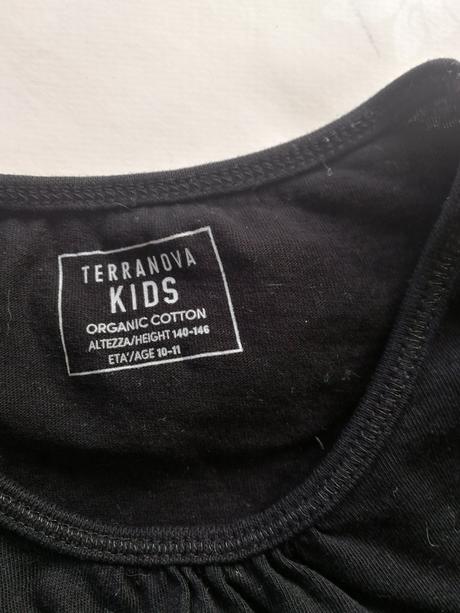 TERRANOVA
KIDS
ORGANIC COTTON
ALTEZZA/HEIGHT 140-146
ETA'/AGE 10-11